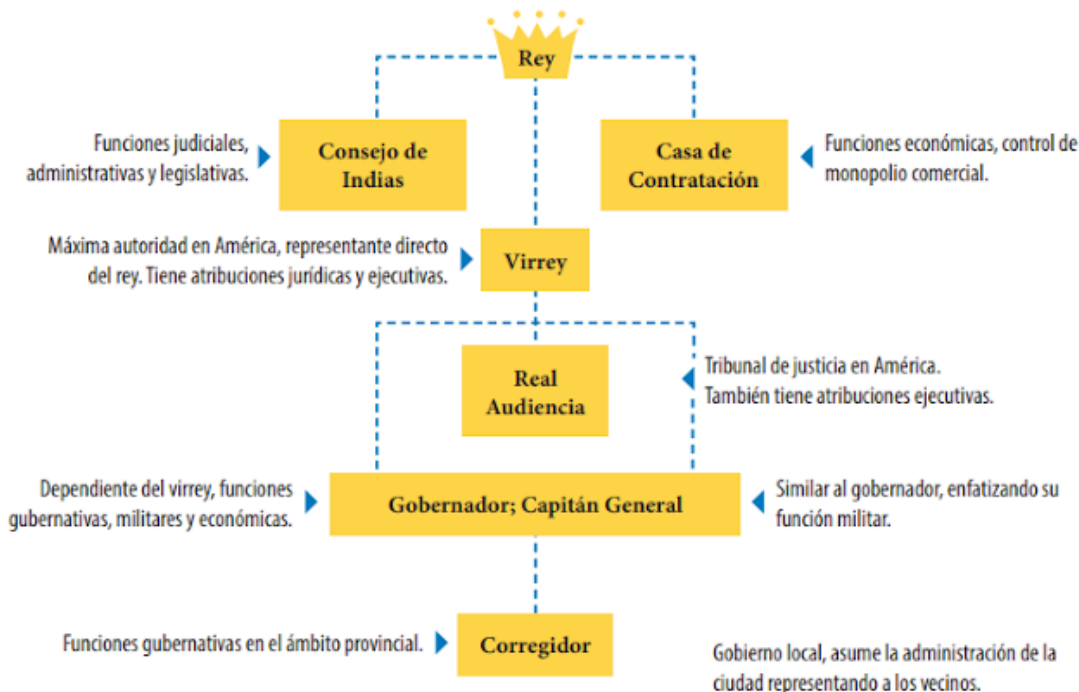 Rey
Funciones judiciales,
administrativas y legislativas.
Consejo de
Indias
Casa de
Contratación
Funciones económicas, control de
monopolio comercial.
Máxima autoridad en América, representante directo
del rey. Tiene atribuciones jurídicas y ejecutivas.
Virrey
Real
Audiencia
Tribunal de justicia en América.
También tiene atribuciones ejecutivas.
Dependiente del virrey, funciones
gubernativas, militares y económicas.
Gobernador; Capitán General
Similar al gobernador, enfatizando su
función militar.
Funciones gubernativas en el ámbito provincial.
Corregidor
Gobierno local, asume la administración de la
ciudad representando a los vecinos.